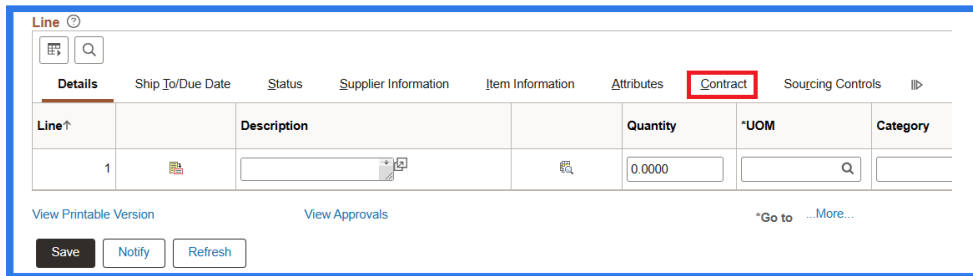 Line
Details Ship To/Due Date Status Supplier Information Item Information Attributes Contract Sourcing Controls
Line↑ Description Quantity *UOM Category
1 0.0000
View Printable Version View Approvals *Go to ...More...
Save Notify Refresh